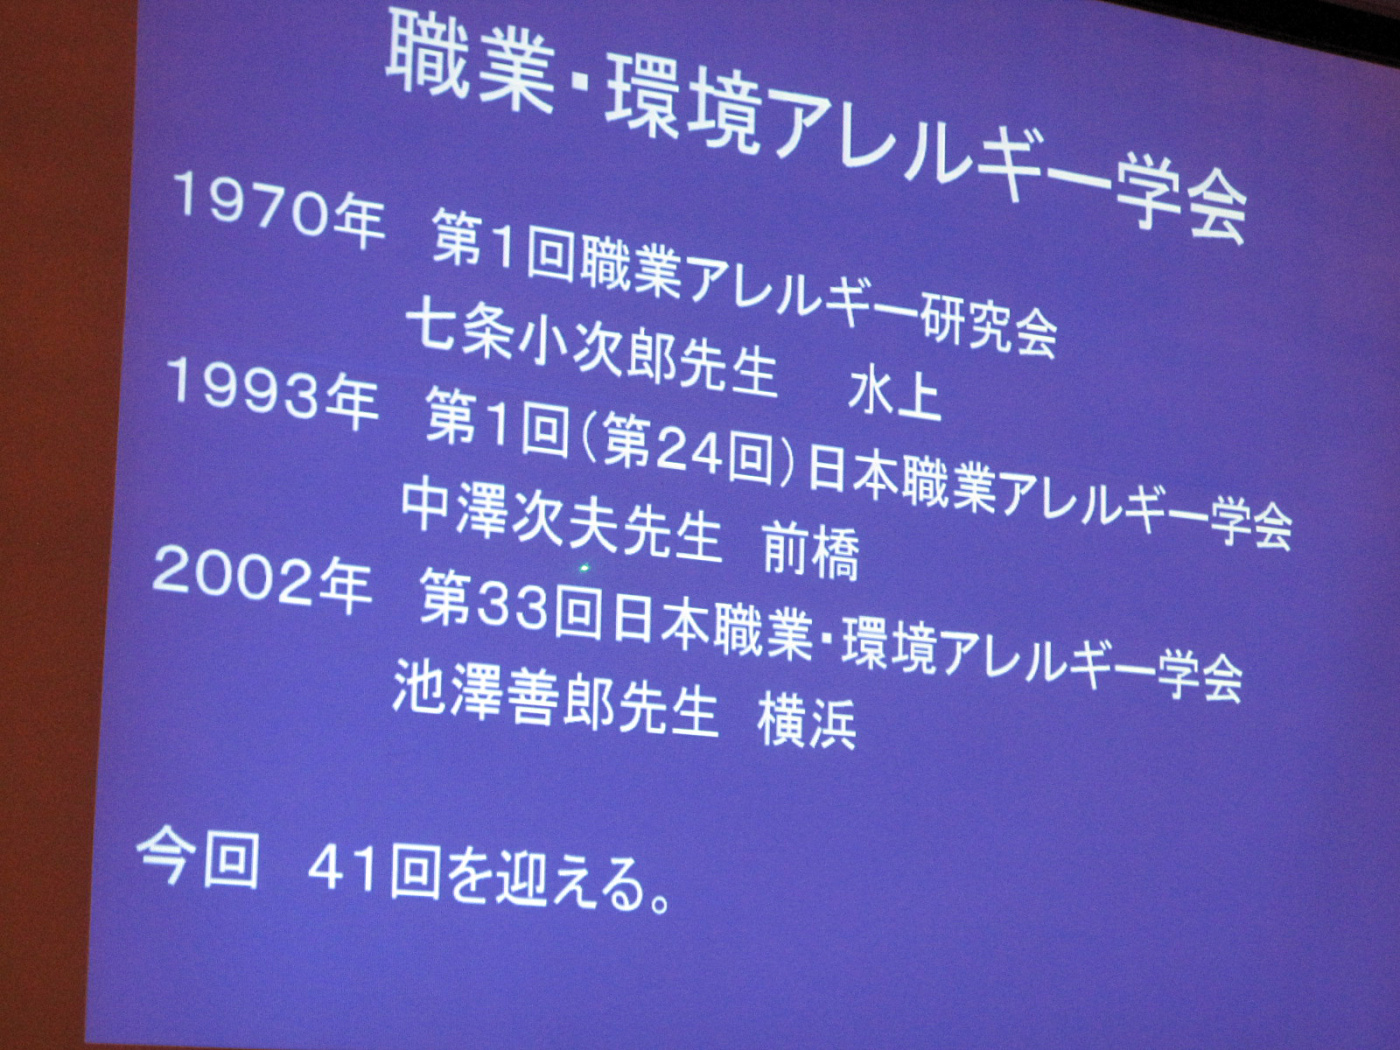 職業・環境アレルギー学会
1970年　第1回職業アレルギー研究会
七条小次郎先生　水上
1993年　第1回（第24回）日本職業アレルギー学会
中澤次夫先生　前橋
2002年　第33回日本職業・環境アレルギー学会
池澤善郎先生　横浜
今回　41回を迎える。